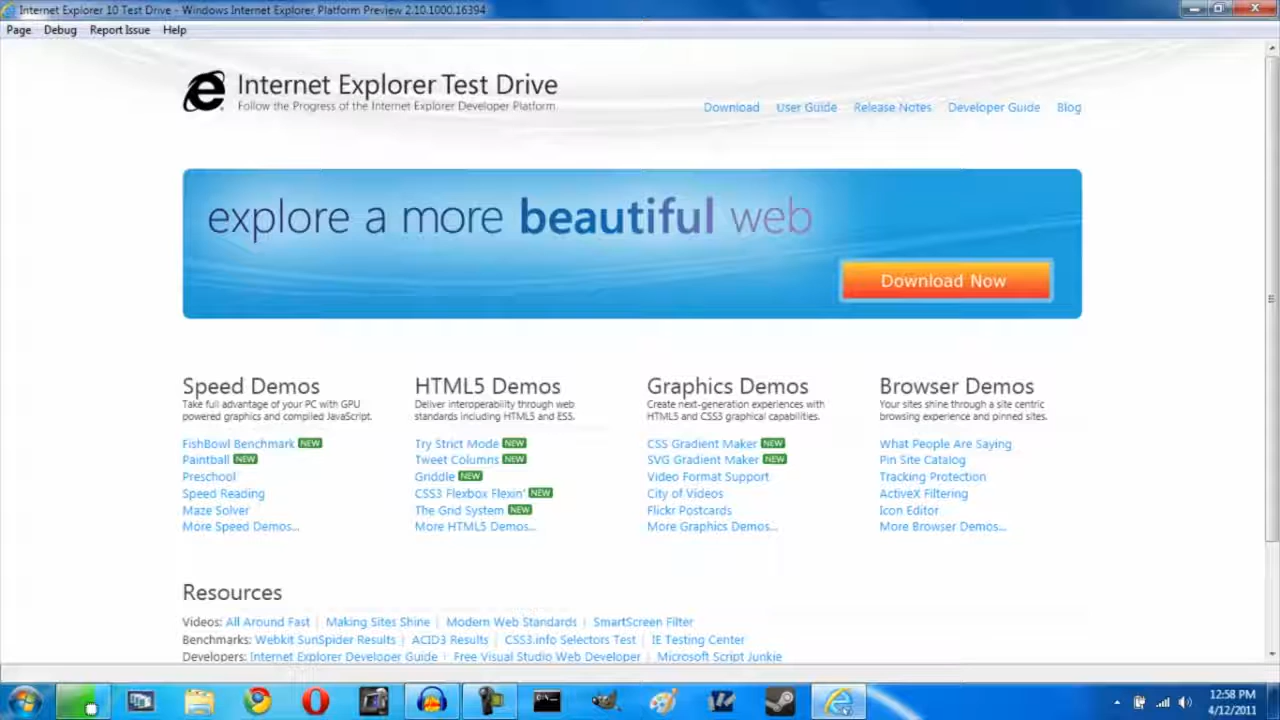 Internet Explorer 10 Test Drive - Windows Internet Explorer Platform Preview 2.10.1000.16394
Page Debug Report Issue Help
Internet Explorer Test Drive
Follow the Progress of the Internet Explorer Developer Platform.
Download User Guide Release Notes Developer Guide Blog
explore a more beautiful web
Download Now
Speed Demos
Take full advantage of your PC with GPU
powered graphics and compiled JavaScript.
FishBowl Benchmark NEW
Paintball NEW
Preschool
Speed Reading
Maze Solver
More Speed Demos...
HTML5 Demos
Deliver interoperability through web
standards including HTML5 and ES5.
Try Strict Mode NEW
Tweet Columns NEW
Griddle NEW
CSS3 Flexbox Flexin' NEW
The Grid System NEW
More HTML5 Demos...
Graphics Demos
Create next-generation experiences with
HTML5 and CSS3 graphical capabilities.
CSS Gradient Maker NEW
SVG Gradient Maker NEW
Video Format Support
City of Videos
Flickr Postcards
More Graphics Demos...
Browser Demos
Your sites shine through a site centric
browsing experience and pinned sites.
What People Are Saying
Pin Site Catalog
Tracking Protection
ActiveX Filtering
Icon Editor
More Browser Demos...
Resources
Videos: All Around Fast | Making Sites Shine | Modern Web Standards | SmartScreen Filter
Benchmarks: Webkit SunSpider Results | ACID3 Results | CSS3.info Selectors Test | IE Testing Center
Developers: Internet Explorer Developer Guide | Free Visual Studio Web Developer | Microsoft Script Junkie
12:58 PM
4/12/2011